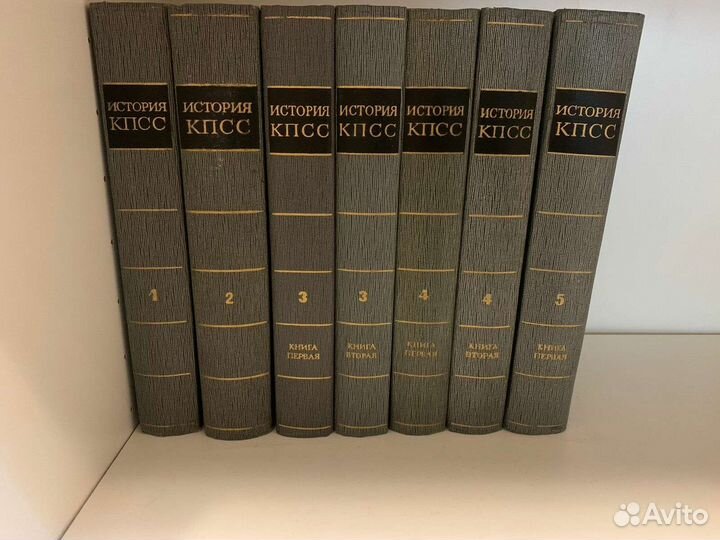 ИСТОРИЯ
КПСС
1
ИСТОРИЯ
КПСС
2
ИСТОРИЯ
КПСС
3
КНИГА
ПЕРВАЯ
ИСТОРИЯ
КПСС
3
КНИГА
ВТОРАЯ
ИСТОРИЯ
КПСС
4
КНИГА
ПЕРВАЯ
ИСТОРИЯ
КПСС
4
КНИГА
ВТОРАЯ
ИСТОРИЯ
КПСС
5
КНИГА
ПЕРВАЯ
Avito